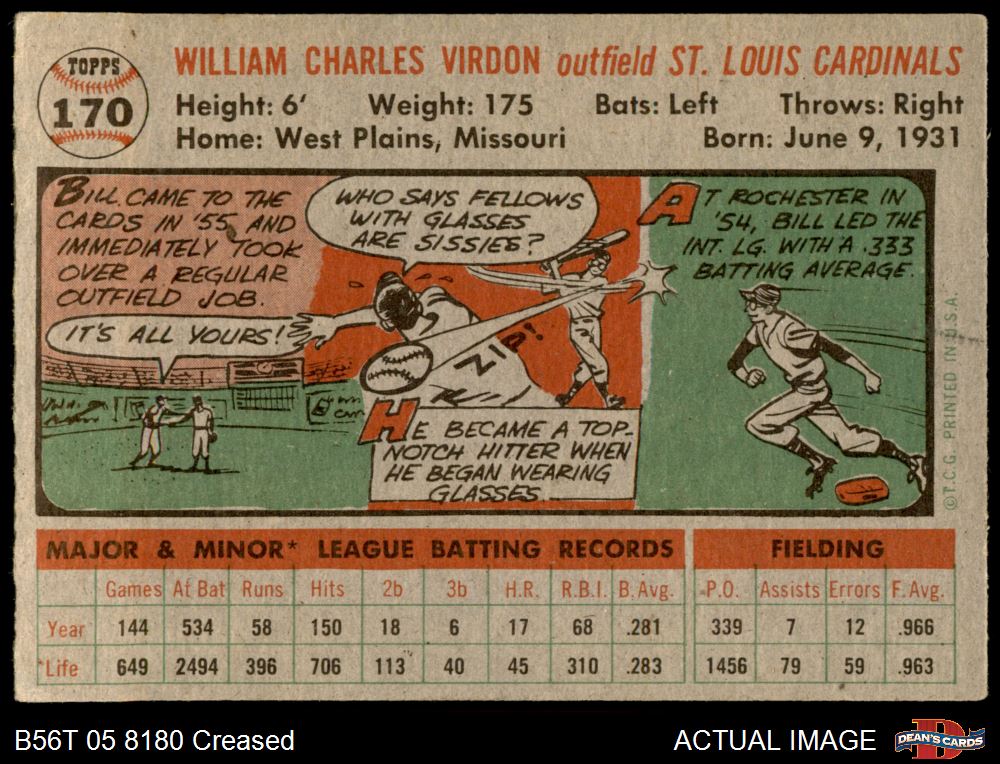 TOPPS
170
WILLIAM CHARLES VIRDON outfield ST. LOUIS CARDINALS
Height: 6' Weight: 175 Bats: Left Throws: Right
Home: West Plains, Missouri Born: June 9, 1931
BILL CAME TO THE
CARDS IN '55, AND
IMMEDIATELY TOOK
OVER A REGULAR
OUTFIELD JOB.
IT'S ALL YOURS!
WHO SAYS FELLOWS
WITH GLASSES
ARE SISSIES?
ZIP!
HE BECAME A TOP-
NOTCH HITTER WHEN
HE BEGAN WEARING
GLASSES
AT ROCHESTER IN
'54, BILL LED THE
INT. LG. WITH A .333
BATTING AVERAGE.
©T.C.G. PRINTED IN U.S.A.
MAJOR & MINOR* LEAGUE BATTING RECORDS FIELDING
Games At Bat Runs Hits 2b 3b H.R. R.B.I. B.Avg. P.O. Assists Errors F.Avg.
Year 144 534 58 150 18 6 17 68 .281 339 7 12 .966
*Life 649 2494 396 706 113 40 45 310 .283 1456 79 59 .963
B56T 05 8180 Creased
ACTUAL IMAGE
DEAN'S CARDS